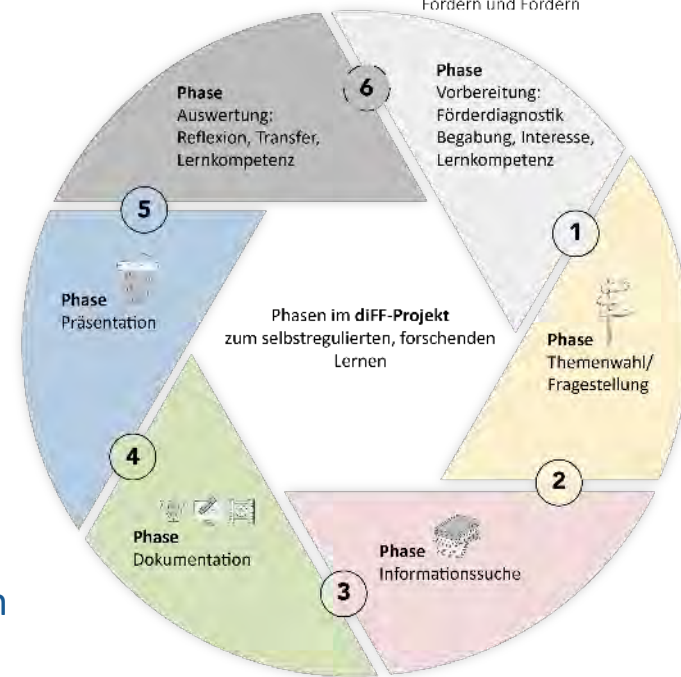 Fordern und Fördern
6
Phase
Auswertung:
Reflexion, Transfer,
Lernkompetenz
Phase
Vorbereitung:
Förderdiagnostik
Begabung, Interesse,
Lernkompetenz
5
1
Phase
Präsentation
Phasen im diFF-Projekt
zum selbstregulierten, forschenden
Lernen
Phase
Themenwahl/
Fragestellung
4
2
Phase
Dokumentation
Phase
Informationssuche
3
n